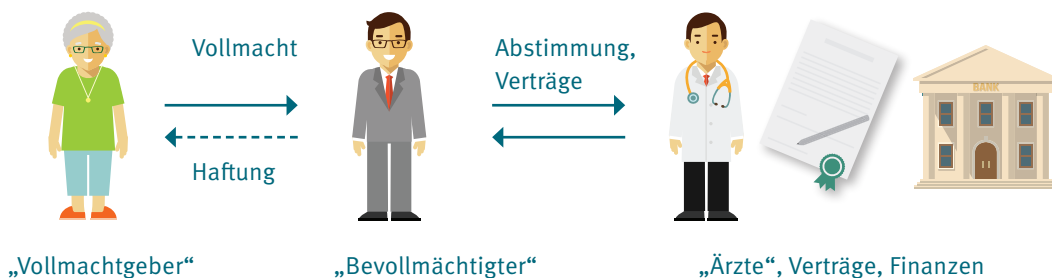 Vollmacht
Haftung
Abstimmung,
Verträge
BANK
„Vollmachtgeber“
„Bevollmächtigter“
„Ärzte“, Verträge, Finanzen